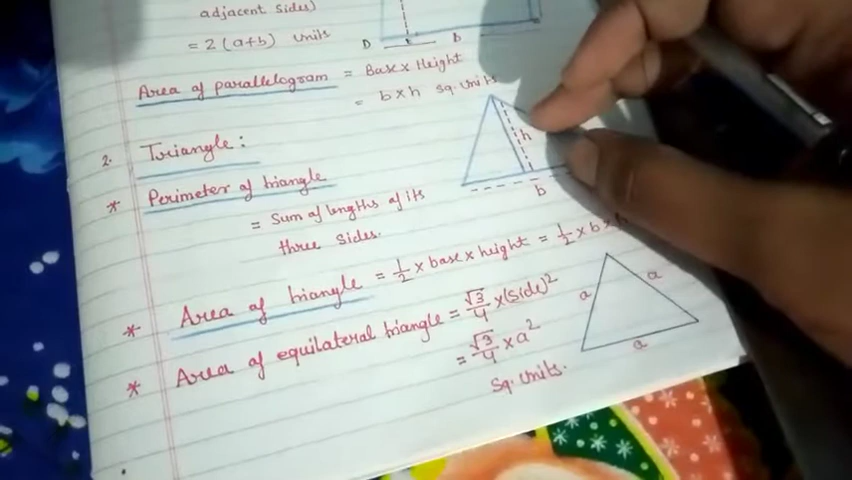 adjacent sides)
= 2 (a+b) units
D b
Area of parallelogram = Base x Height
= b x h sq. units
2. Triangle:
h
* Perimeter of triangle
b
= Sum of lengths of its
three sides.
* Area of triangle = 1/2 x base x height = 1/2 x b x h
* Area of equilateral triangle = √3/4 x (side)²
= √3/4 x a²
Sq. units.
a a
a